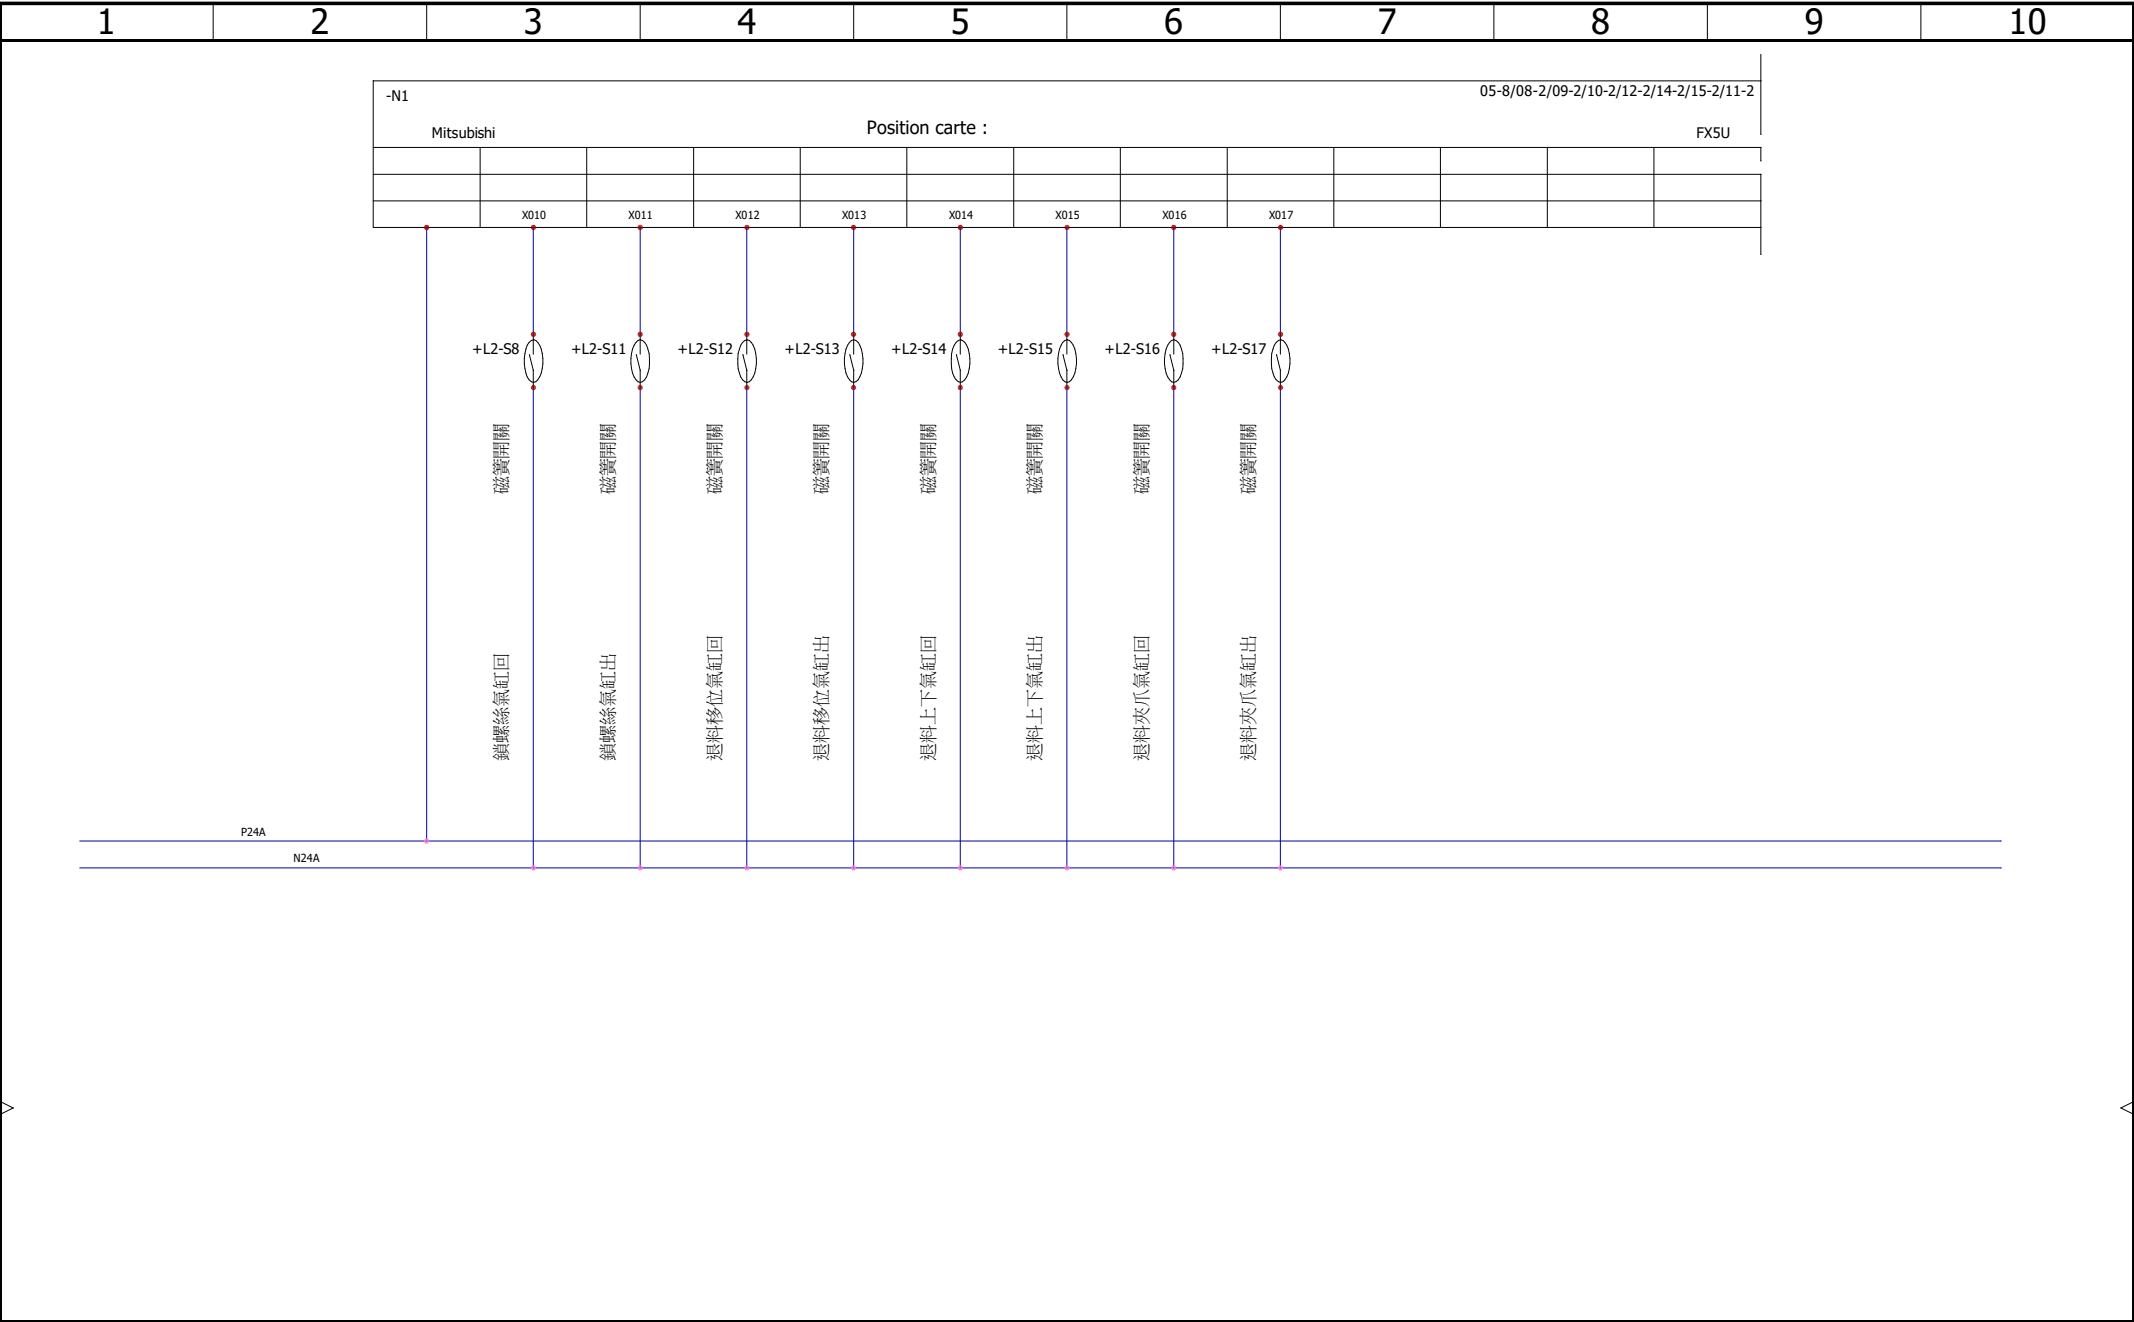 1 2 3 4 5 6 7 8 9 10
-N1 05-8/08-2/09-2/10-2/12-2/14-2/15-2/11-2
Mitsubishi Position carte : FX5U
X010 X011 X012 X013 X014 X015 X016 X017
+L2-S8 +L2-S11 +L2-S12 +L2-S13 +L2-S14 +L2-S15 +L2-S16 +L2-S17
磁簧開關
磁簧開關
磁簧開關
磁簧開關
磁簧開關
磁簧開關
磁簧開關
磁簧開關
鎖螺絲氣缸回
鎖螺絲氣缸出
退料移位氣缸回
退料移位氣缸出
退料上下氣缸回
退料上下氣缸出
退料夾爪氣缸回
退料夾爪氣缸出
P24A
N24A